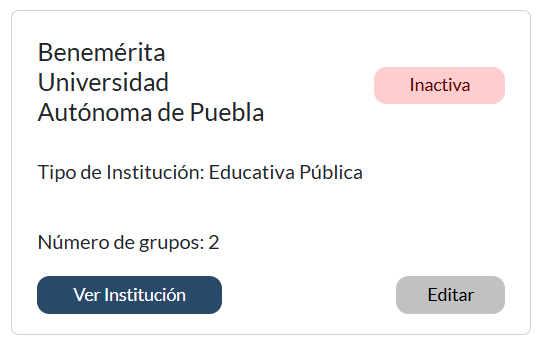 Benemérita
Universidad
Autónoma de Puebla
Inactiva
Tipo de Institución: Educativa Pública
Número de grupos: 2
Ver Institución
Editar